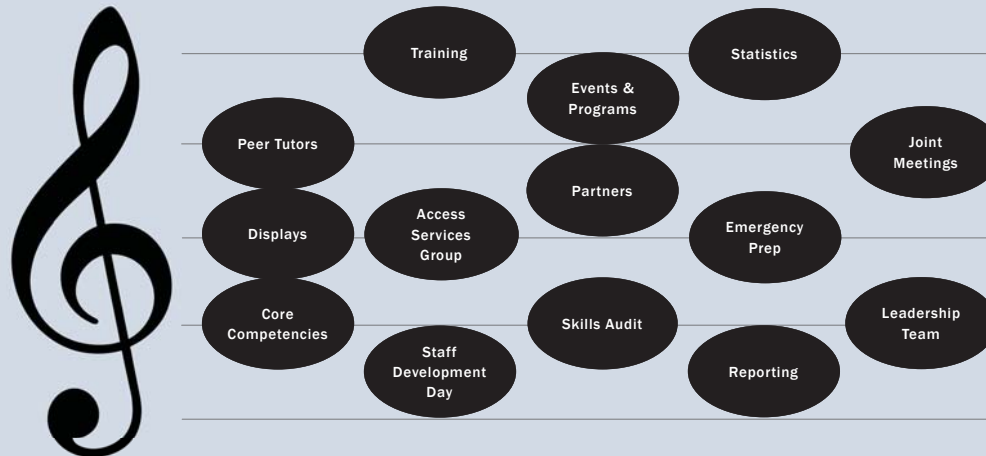 Training
Statistics
Events &
Programs
Peer Tutors
Joint
Meetings
Partners
Displays
Access
Services
Group
Emergency
Prep
Core
Competencies
Skills Audit
Leadership
Team
Staff
Development
Day
Reporting